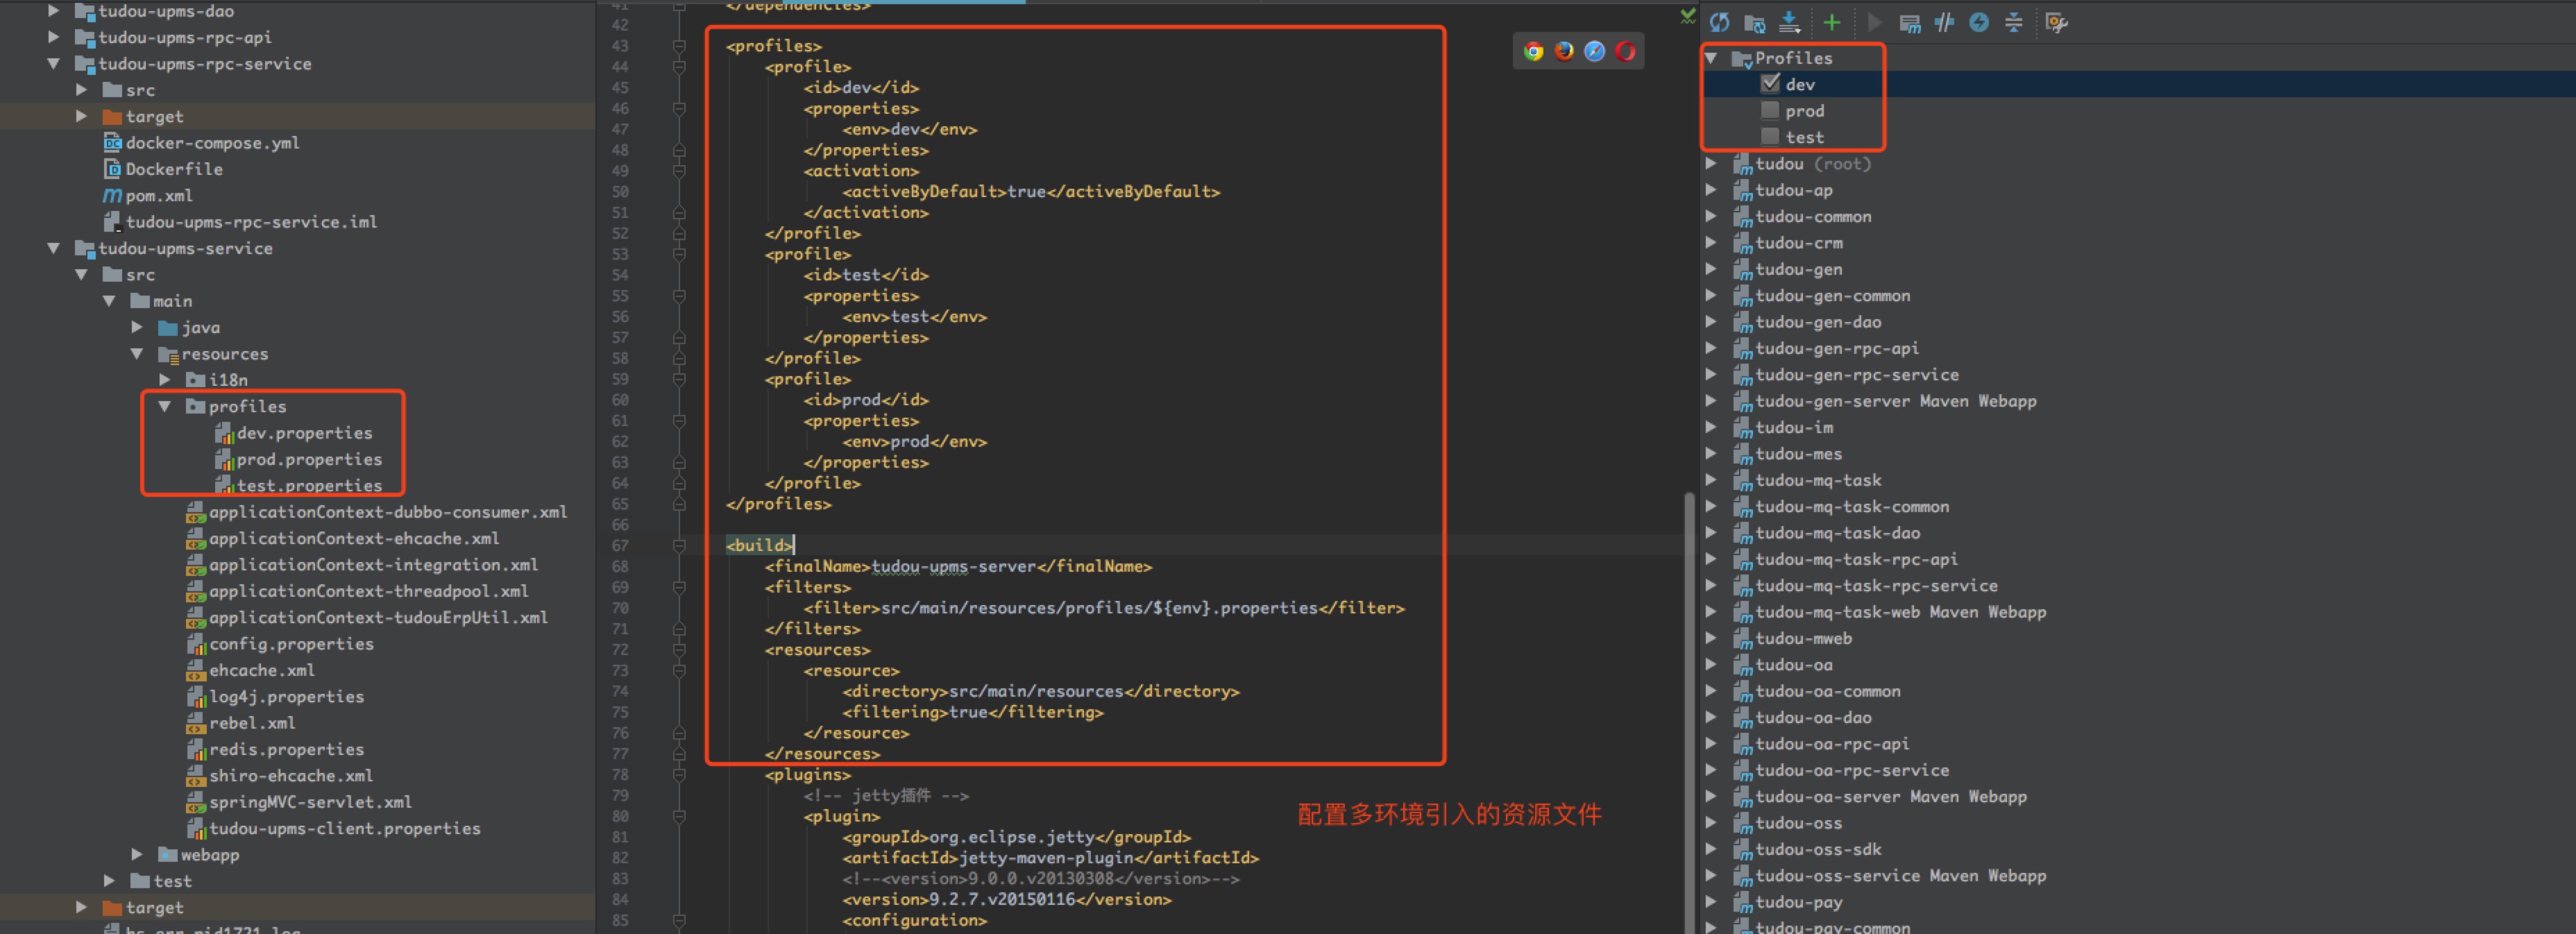 tudou-upms-dao
tudou-upms-rpc-api
tudou-upms-rpc-service
src
target
docker-compose.yml
Dockerfile
pom.xml
tudou-upms-rpc-service.iml
tudou-upms-service
src
main
java
resources
i18n
profiles
dev.properties
prod.properties
test.properties
applicationContext-dubbo-consumer.xml
applicationContext-ehcache.xml
applicationContext-integration.xml
applicationContext-threadpool.xml
applicationContext-tudouErpUtil.xml
config.properties
ehcache.xml
log4j.properties
rebel.xml
redis.properties
shiro-ehcache.xml
springMVC-servlet.xml
tudou-upms-client.properties
webapp
test
target
hs_err_pid1721.log
41 </dependencies>
42
43 <profiles>
44 <profile>
45 <id>dev</id>
46 <properties>
47 <env>dev</env>
48 </properties>
49 <activation>
50 <activeByDefault>true</activeByDefault>
51 </activation>
52 </profile>
53 <profile>
54 <id>test</id>
55 <properties>
56 <env>test</env>
57 </properties>
58 </profile>
59 <profile>
60 <id>prod</id>
61 <properties>
62 <env>prod</env>
63 </properties>
64 </profile>
65 </profiles>
66
67 <build>
68 <finalName>tudou-upms-server</finalName>
69 <filters>
70 <filter>src/main/resources/profiles/${env}.properties</filter>
71 </filters>
72 <resources>
73 <resource>
74 <directory>src/main/resources</directory>
75 <filtering>true</filtering>
76 </resource>
77 </resources>
78 <plugins>
79 <!-- jetty插件 -->
80 <plugin>
81 <groupId>org.eclipse.jetty</groupId>
82 <artifactId>jetty-maven-plugin</artifactId>
83 <!--<version>9.0.0.v20130308</version>-->
84 <version>9.2.7.v20150116</version>
85 <configuration>
配置多环境引入的资源文件
Profiles
dev
prod
test
tudou (root)
tudou-ap
tudou-common
tudou-crm
tudou-gen
tudou-gen-common
tudou-gen-dao
tudou-gen-rpc-api
tudou-gen-rpc-service
tudou-gen-server Maven Webapp
tudou-im
tudou-mes
tudou-mq-task
tudou-mq-task-common
tudou-mq-task-dao
tudou-mq-task-rpc-api
tudou-mq-task-rpc-service
tudou-mq-task-web Maven Webapp
tudou-mweb
tudou-oa
tudou-oa-common
tudou-oa-dao
tudou-oa-rpc-api
tudou-oa-rpc-service
tudou-oa-server Maven Webapp
tudou-oss
tudou-oss-sdk
tudou-oss-service Maven Webapp
tudou-pay
tudou-pay-common